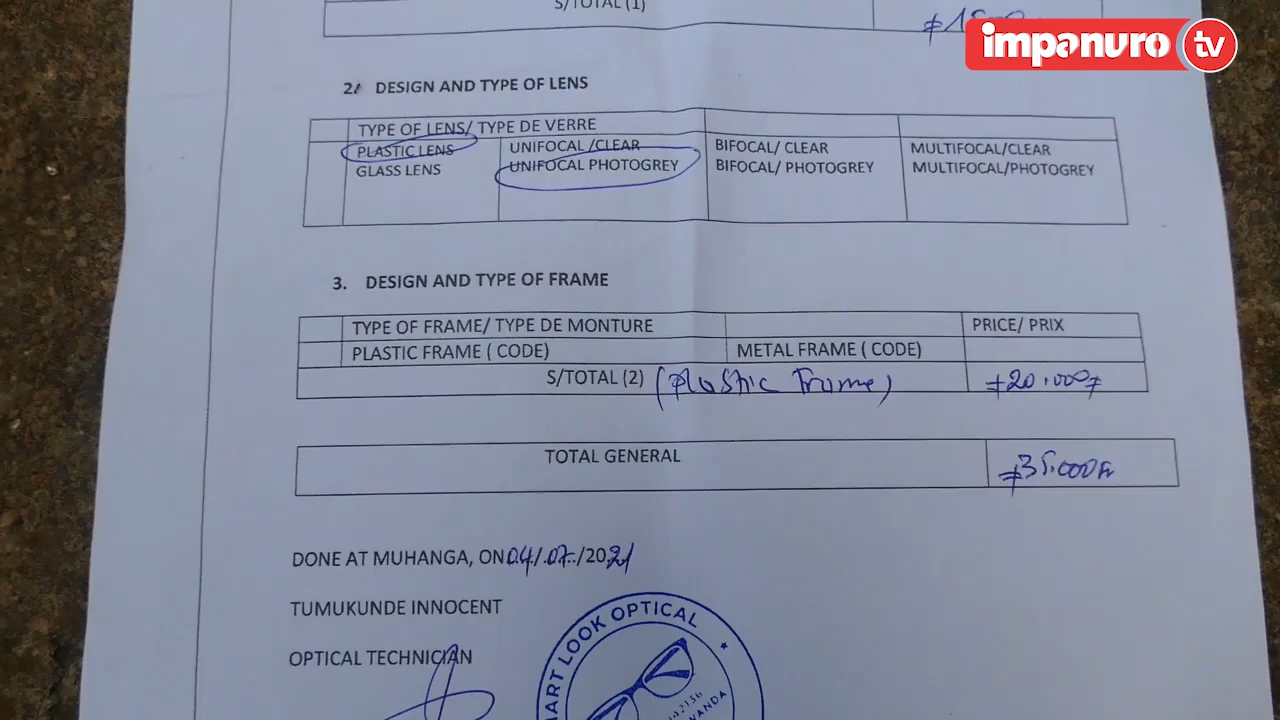 S/TOTAL (1)
impanuro tv
2/ DESIGN AND TYPE OF LENS
TYPE OF LENS/ TYPE DE VERRE
PLASTIC LENS UNIFOCAL /CLEAR BIFOCAL/ CLEAR MULTIFOCAL/CLEAR
GLASS LENS UNIFOCAL PHOTOGREY BIFOCAL/ PHOTOGREY MULTIFOCAL/PHOTOGREY
3. DESIGN AND TYPE OF FRAME
TYPE OF FRAME/ TYPE DE MONTURE PRICE/ PRIX
PLASTIC FRAME ( CODE) METAL FRAME ( CODE)
S/TOTAL (2) (Plastic Frame) 20.000
TOTAL GENERAL 35.000
DONE AT MUHANGA, ON 04/.07../2021
TUMUKUNDE INNOCENT
OPTICAL TECHNICIAN
LOOK OPTICAL